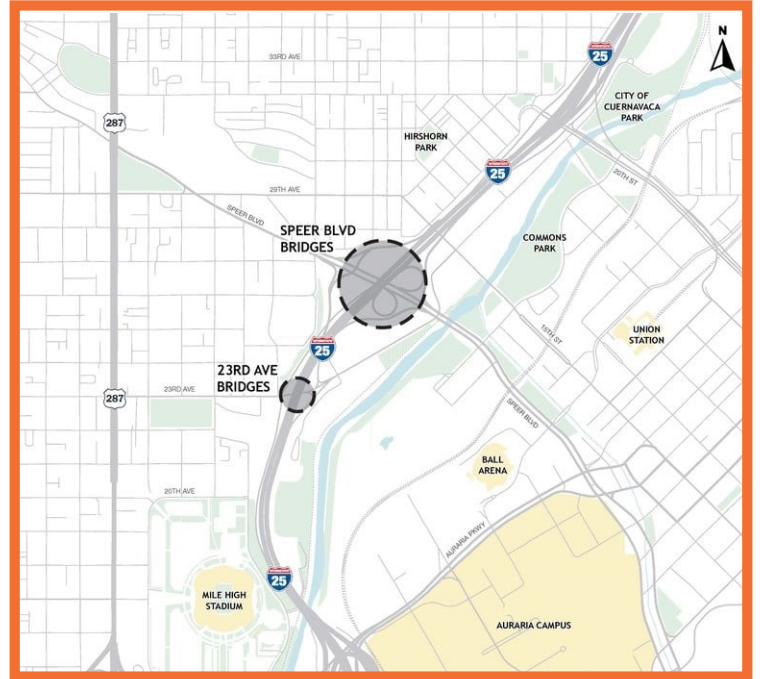 N
25
33RD AVE
CITY OF
CUERNAVACA
PARK
287
HIRSHORN
PARK
25
20TH ST
29TH AVE
SPEER BLVD
SPEER BLVD
BRIDGES
COMMONS
PARK
15TH ST
UNION
STATION
25
23RD AVE
BRIDGES
23RD AVE
287
SPEER BLVD
BALL
ARENA
20TH AVE
AURARIA PKWY
25
MILE HIGH
STADIUM
AURARIA CAMPUS